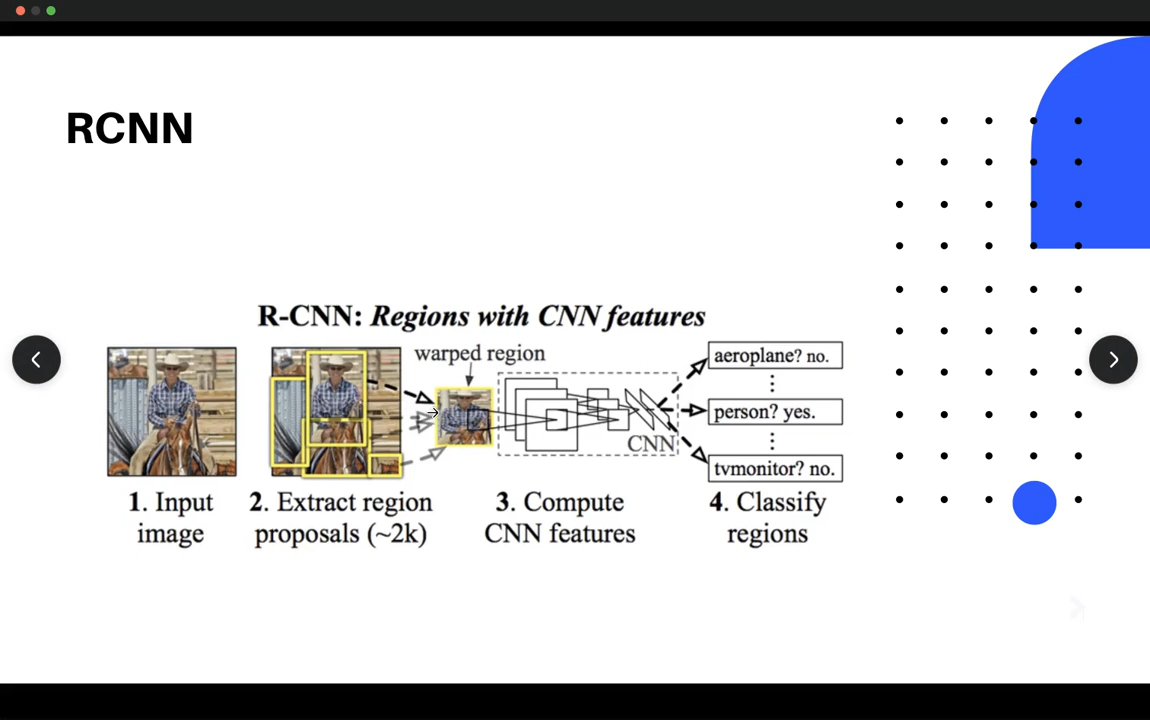 RCNN
R-CNN: Regions with CNN features
warped region
aeroplane? no.
person? yes.
tvmonitor? no.
CNN
1. Input
image
2. Extract region
proposals (~2k)
3. Compute
CNN features
4. Classify
regions